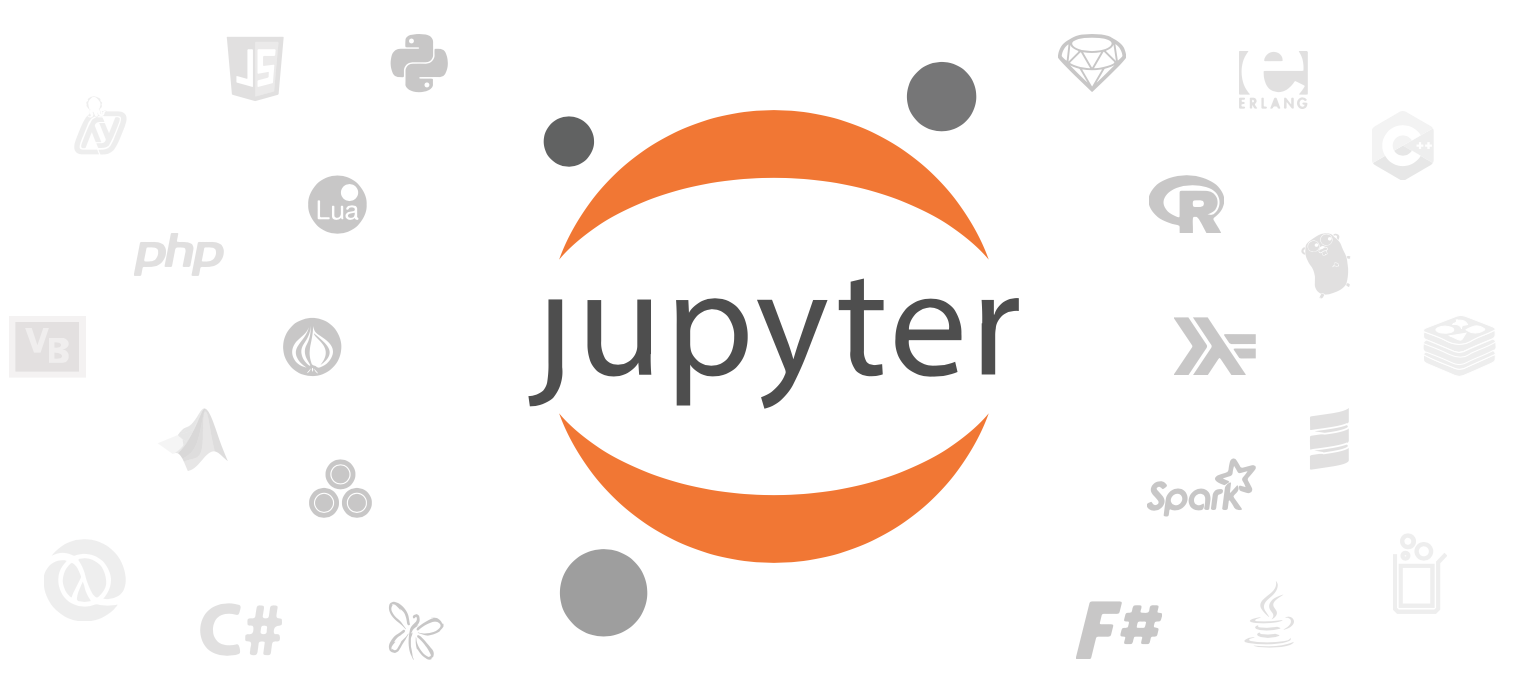 JS
ERLANG
C++
Lua
R
php
jupyter
VB
Spark
C#
F#